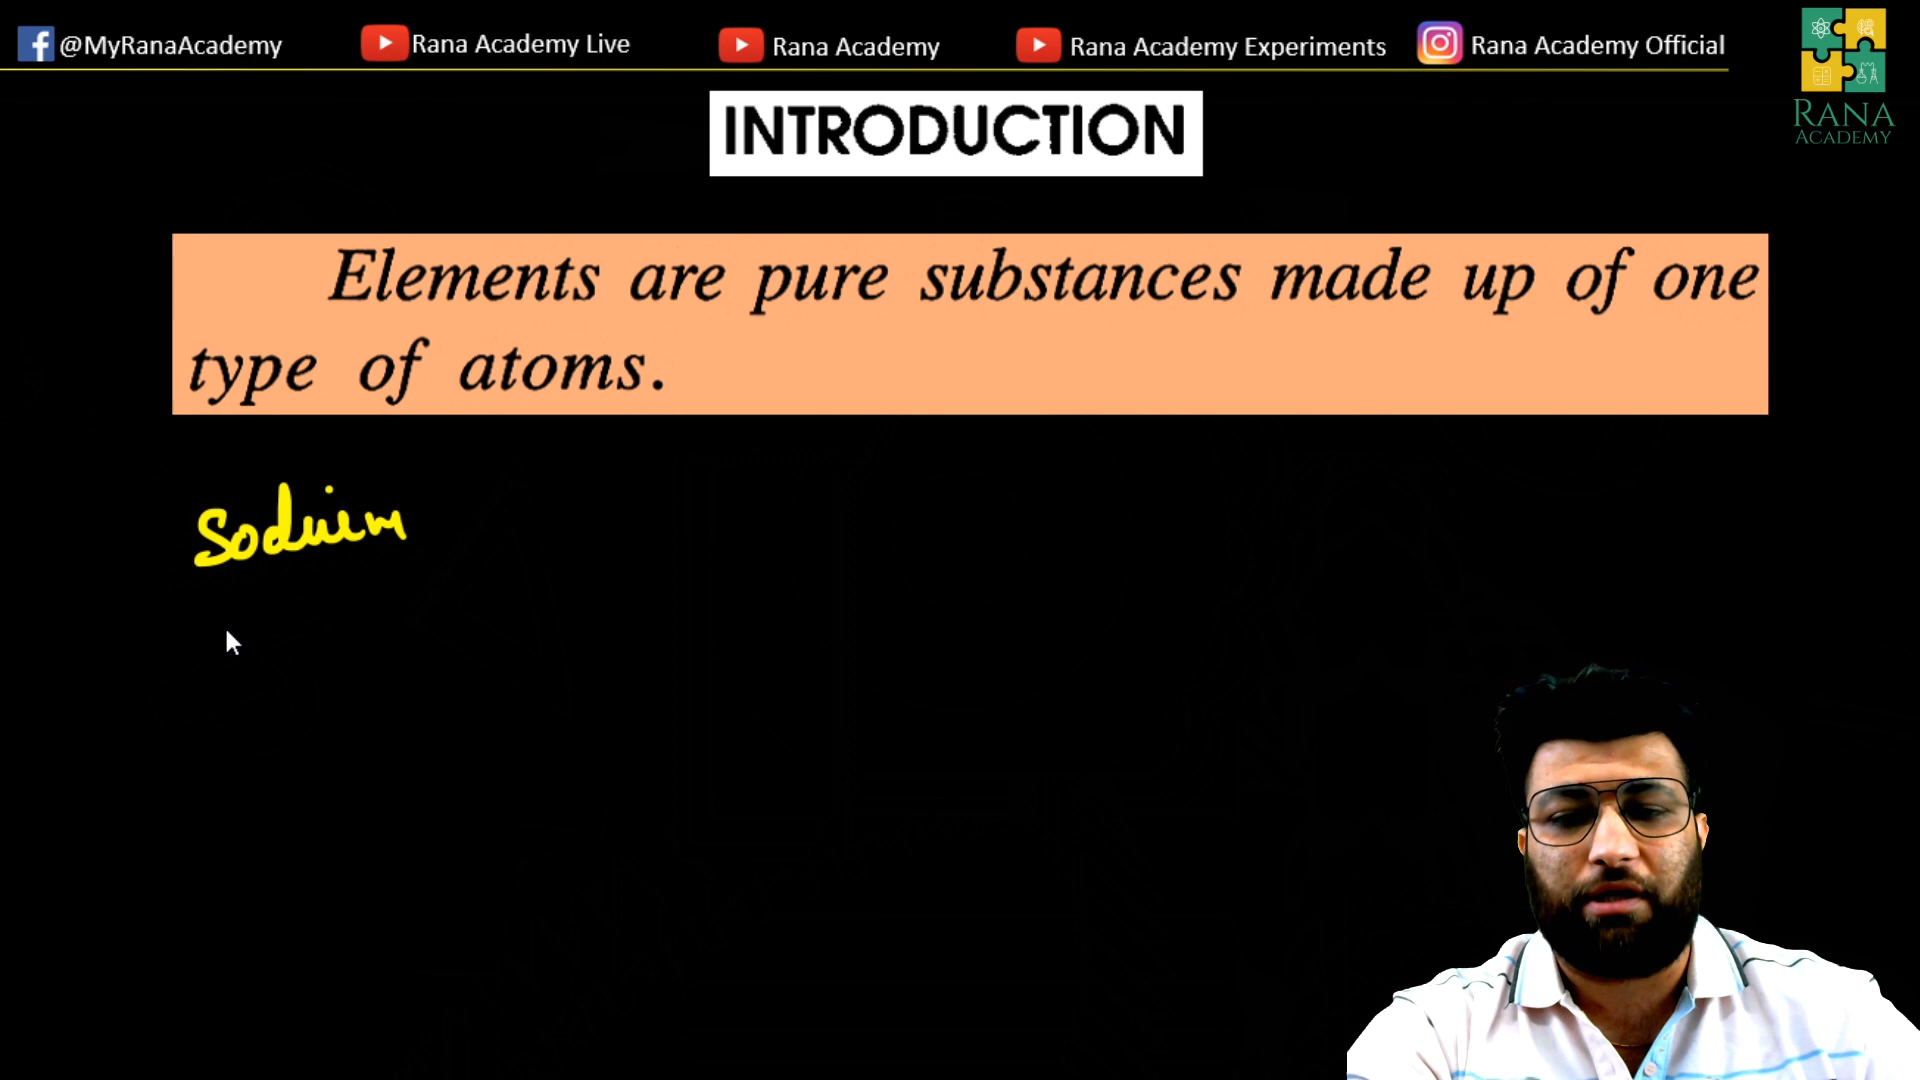 @MyRanaAcademy Rana Academy Live Rana Academy Rana Academy Experiments Rana Academy Official
RANA
ACADEMY
INTRODUCTION
Elements are pure substances made up of one
type of atoms.
Sodium